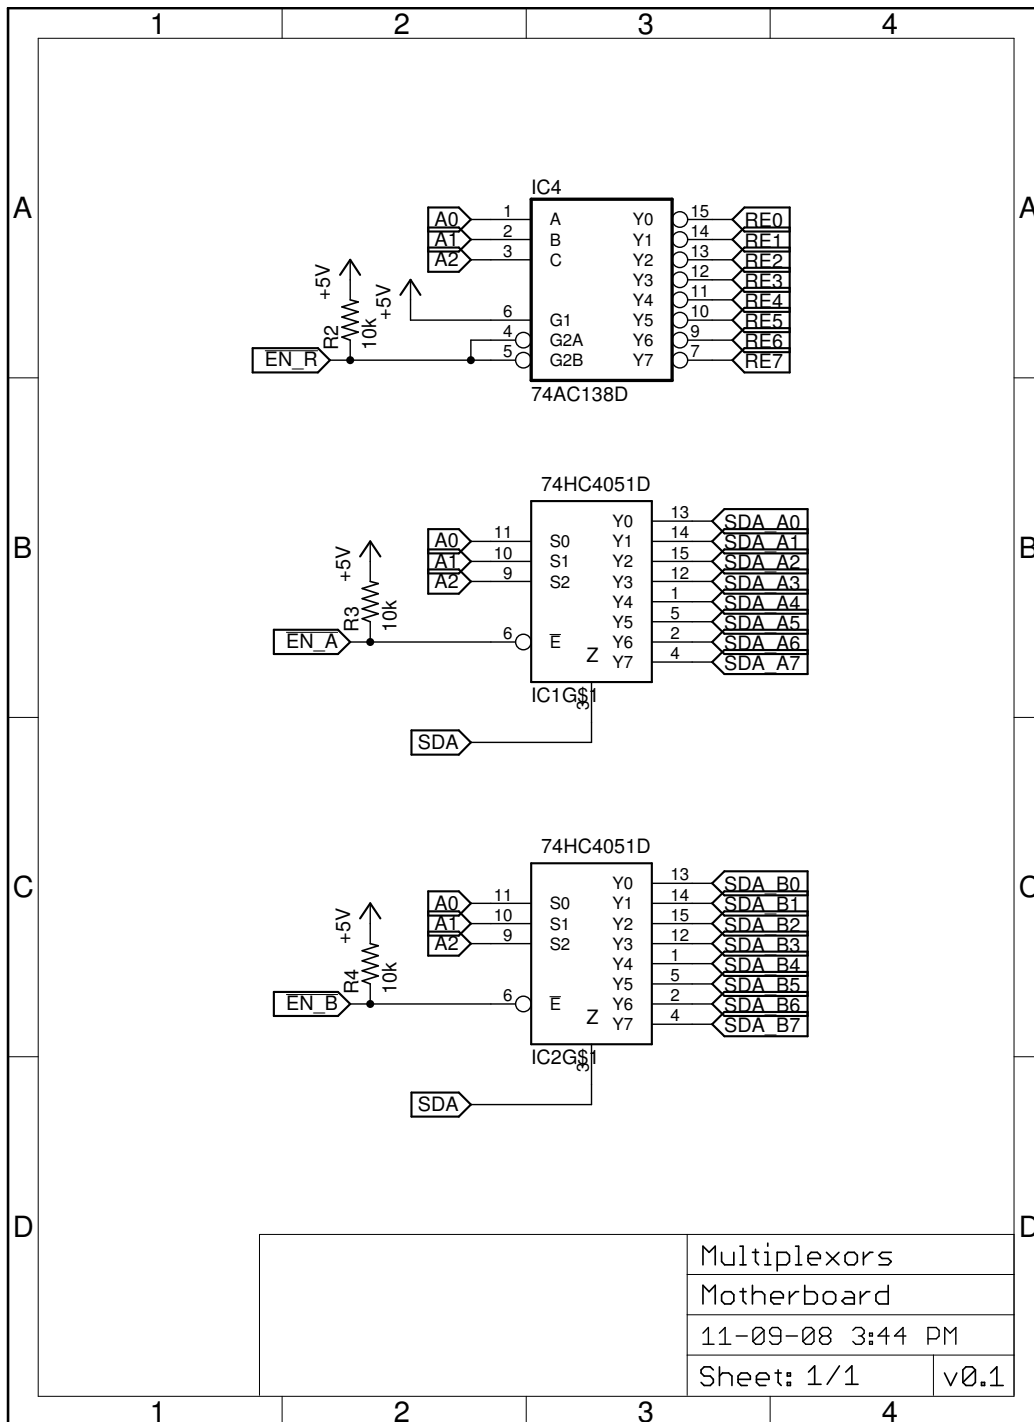 1 2 3 4
A A
IC4
A0 1 A Y0 15 RE0
A1 2 B Y1 14 RE1
A2 3 C Y2 13 RE2
Y3 12 RE3
Y4 11 RE4
+5V
R2
10k
+5V
6 G1 Y5 10 RE5
4 G2A Y6 9 RE6
EN_R 5 G2B Y7 7 RE7
74AC138D
B B
74HC4051D
Y0 13 SDA_A0
A0 11 S0 Y1 14 SDA_A1
A1 10 S1 Y2 15 SDA_A2
A2 9 S2 Y3 12 SDA_A3
Y4 1 SDA_A4
Y5 5 SDA_A5
+5V
R3
10k
EN_A 6 E Y6 2 SDA_A6
Z Y7 4 SDA_A7
IC1G$1
3
SDA
C C
74HC4051D
Y0 13 SDA_B0
A0 11 S0 Y1 14 SDA_B1
A1 10 S1 Y2 15 SDA_B2
A2 9 S2 Y3 12 SDA_B3
Y4 1 SDA_B4
Y5 5 SDA_B5
+5V
R4
10k
EN_B 6 E Y6 2 SDA_B6
Z Y7 4 SDA_B7
IC2G$1
3
SDA
D D
Multiplexors
Motherboard
11-09-08 3:44 PM
Sheet: 1/1 v0.1
1 2 3 4